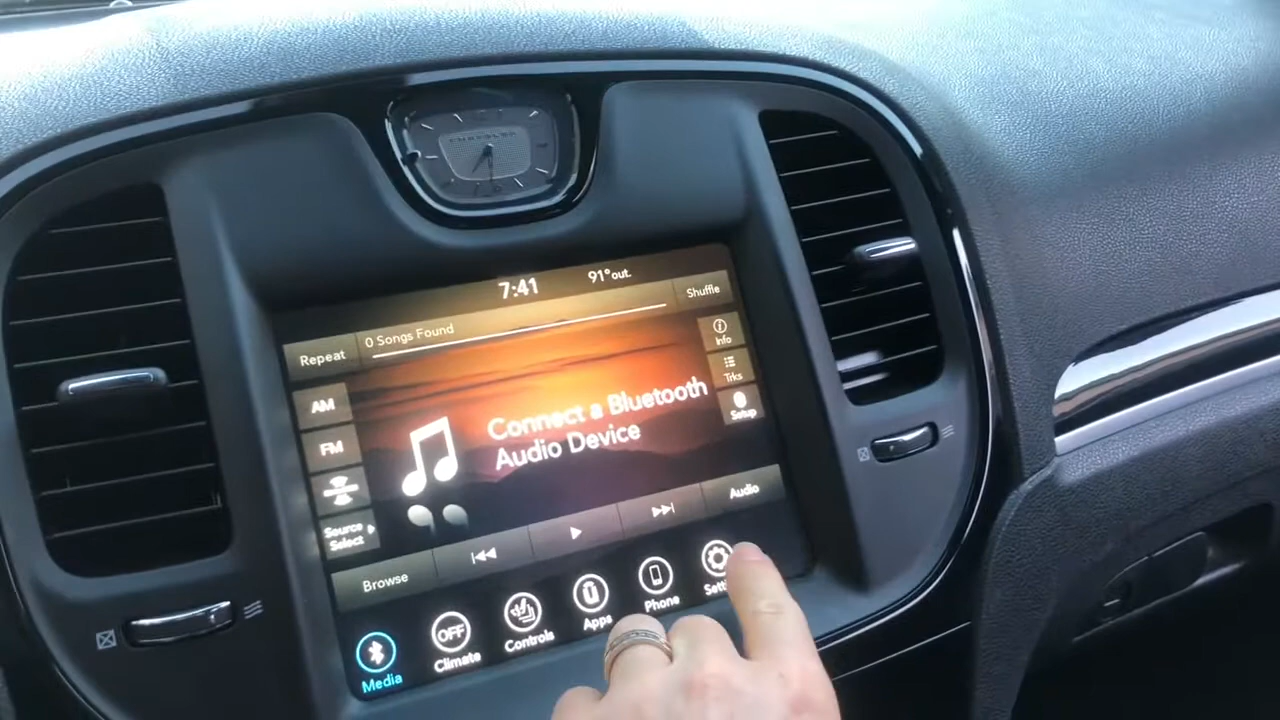 CHRYSLER
7:41
91° out.
Repeat
0 Songs Found
Shuffle
AM
FM
Source
Select
Connect a Bluetooth
Audio Device
Info
Trks
Setup
Browse
Audio
Media
OFF
Climate
Controls
Apps
Phone